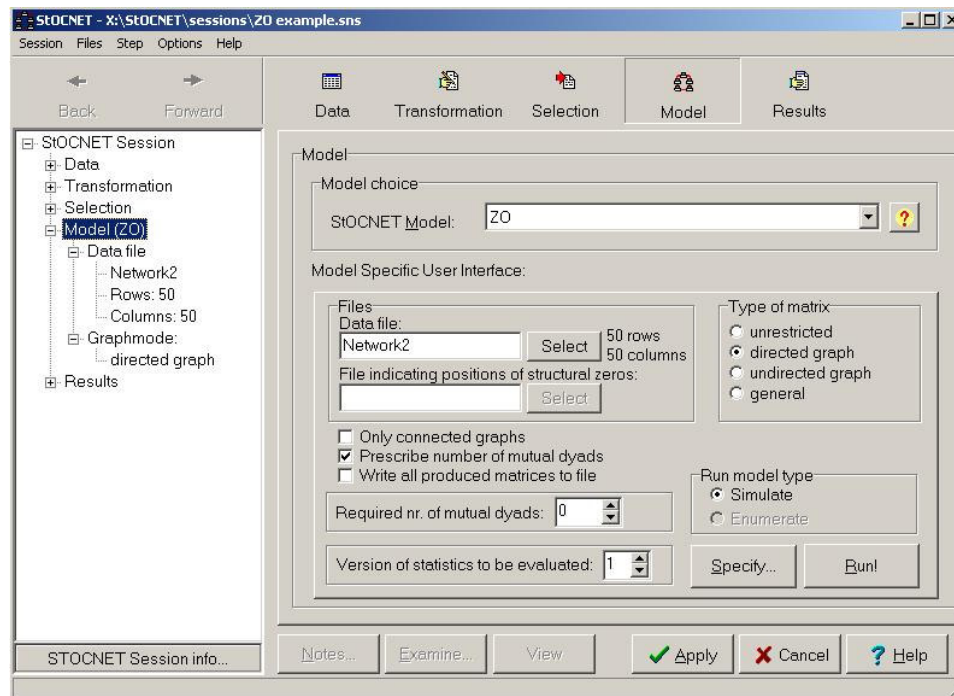 StOCNET - X:\StOCNET\sessions\ZO example.sns
Session Files Step Options Help
Back Forward Data Transformation Selection Model Results
StOCNET Session
Data
Transformation
Selection
Model (ZO)
Data file
Network2
Rows: 50
Columns: 50
Graphmode:
directed graph
Results
STOCNET Session info...
Model
Model choice
StOCNET Model: ZO
Model Specific User Interface:
Files
Data file:
Network2 Select 50 rows
50 columns
File indicating positions of structural zeros:
Select
Type of matrix
unrestricted
directed graph
undirected graph
general
Only connected graphs
Prescribe number of mutual dyads
Write all produced matrices to file
Required nr. of mutual dyads: 0
Version of statistics to be evaluated: 1
Run model type
Simulate
Enumerate
Specify... Run!
Notes... Examine... View Apply Cancel Help